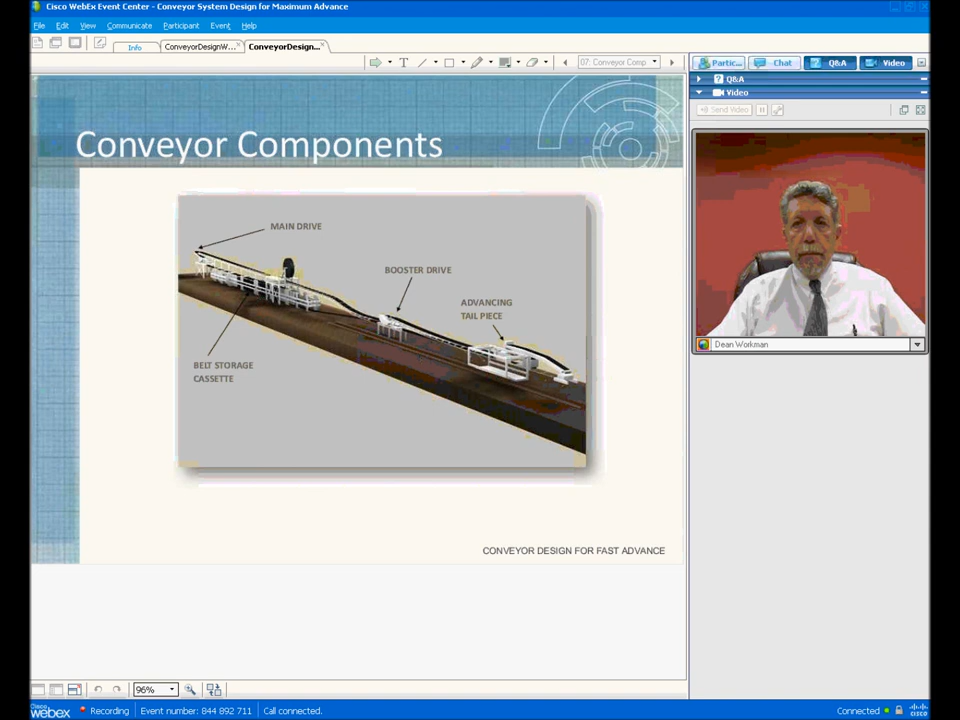 Cisco WebEx Event Center - Conveyor System Design for Maximum Advance
File Edit View Communicate Participant Event Help
Info ConveyorDesignW... ConveyorDesign...
07: Conveyor Comp
Partic... Chat Q&A Video
Q&A
Video
Send Video
Conveyor Components
MAIN DRIVE
BOOSTER DRIVE
ADVANCING
TAIL PIECE
BELT STORAGE
CASSETTE
Dean Workman
CONVEYOR DESIGN FOR FAST ADVANCE
96%
cisco
webex Recording Event number: 844 892 711 Call connected. Connected
CISCO